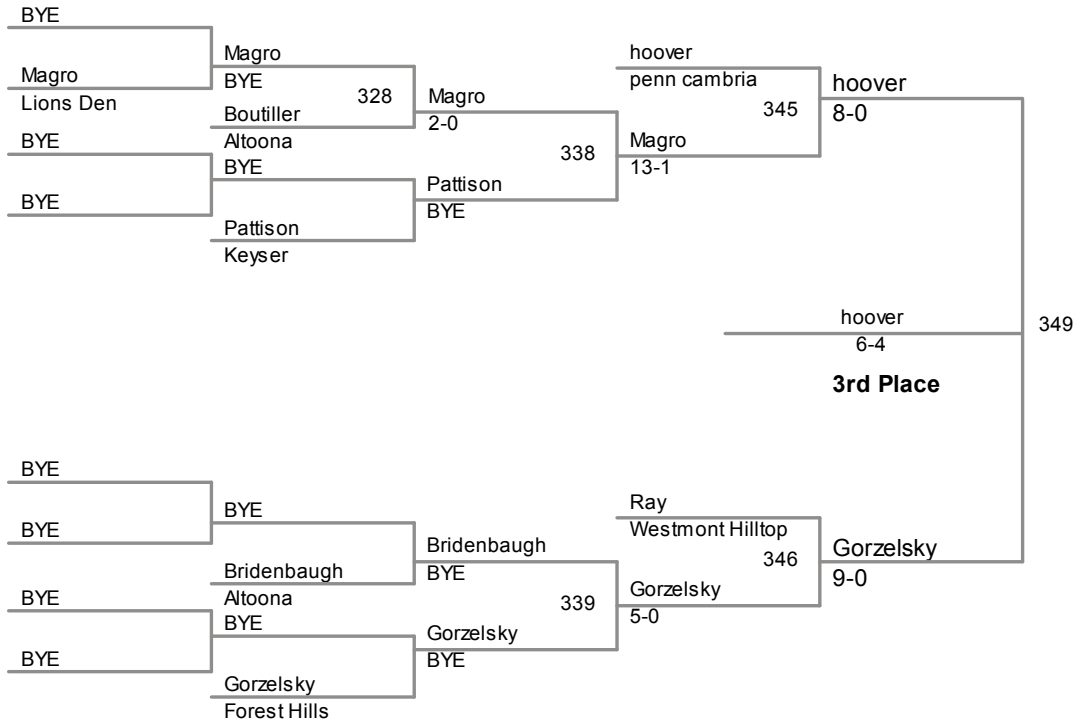 BYE
Magro
Lions Den
BYE
BYE
Magro
BYE
328
Boutiller
Altoona
BYE
Pattison
Keyser
Magro
2-0
338
Pattison
BYE
hoover
penn cambria
345
Magro
13-1
hoover
8-0
hoover
6-4
349
3rd Place
BYE
BYE
BYE
BYE
BYE
Bridenbaugh
Altoona
BYE
Gorzelsky
Forest Hills
Bridenbaugh
BYE
339
Gorzelsky
BYE
Ray
Westmont Hilltop
346
Gorzelsky
5-0
Gorzelsky
9-0